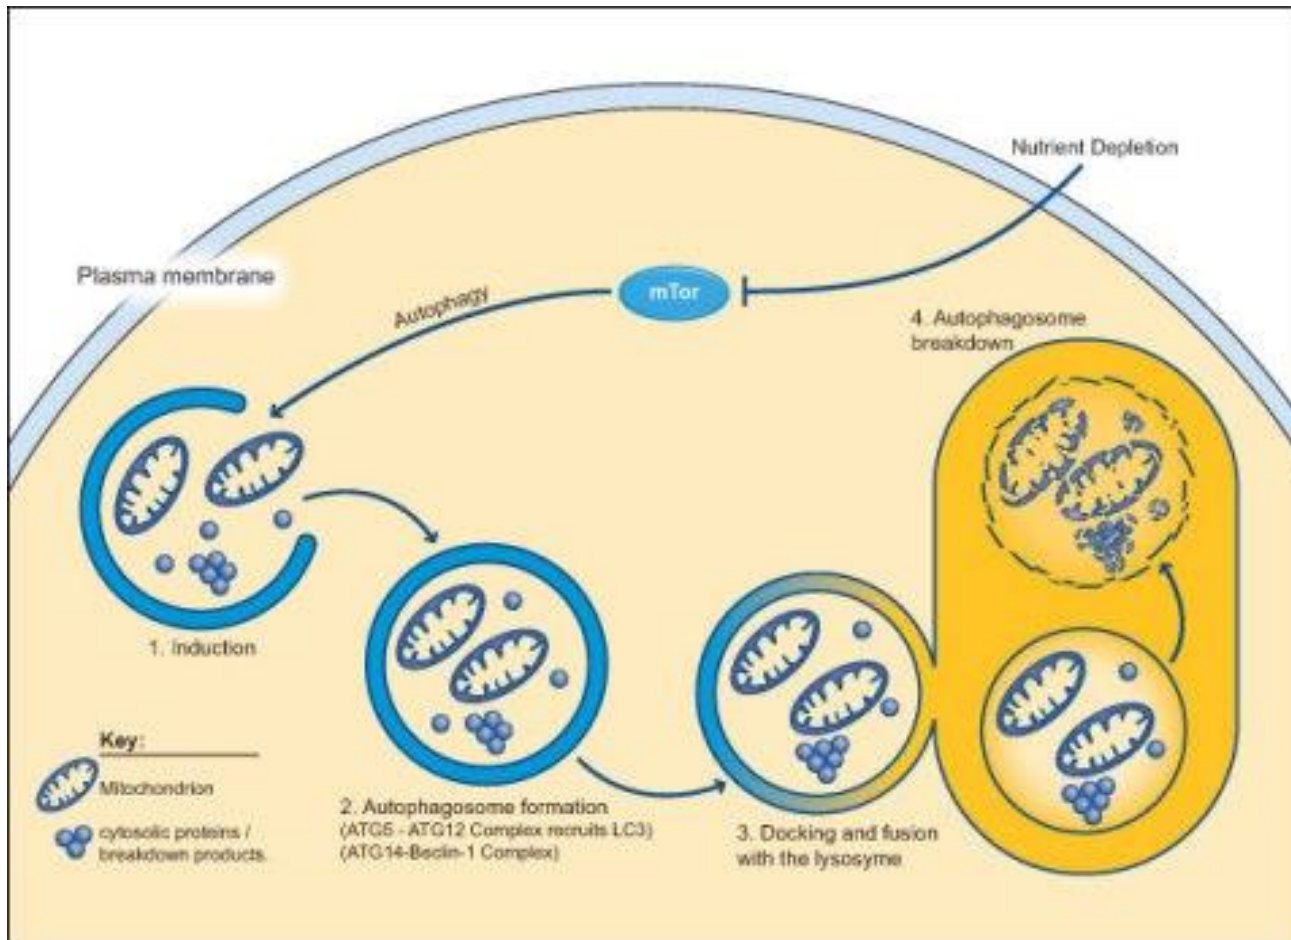 Nutrient Depletion
Plasma membrane
mTor
Autophagy
4. Autophagosome
breakdown
1. Induction
Key:
Mitochondrion
cytosolic proteins /
breakdown products
2. Autophagosome formation
(ATG5 - ATG12 Complex recruits LC3)
(ATG14-Beclin-1 Complex)
3. Docking and fusion
with the lysosyme